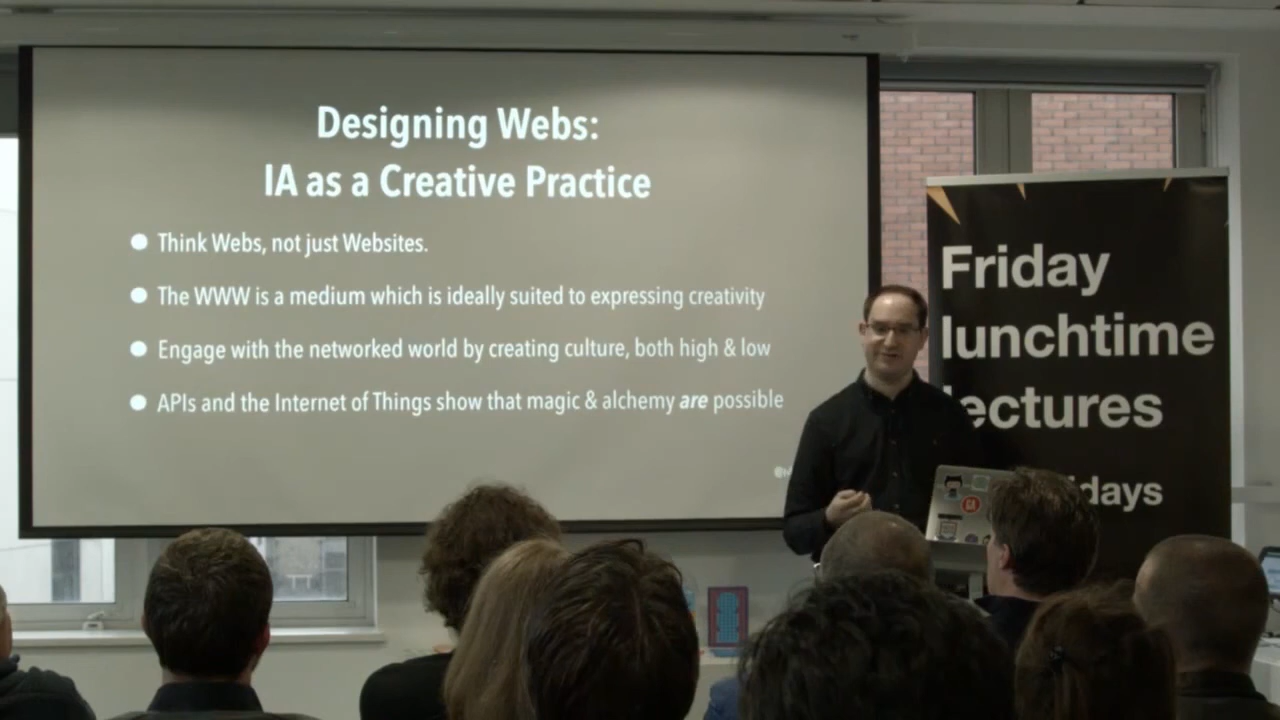 Designing Webs:
IA as a Creative Practice
Think Webs, not just Websites.
The WWW is a medium which is ideally suited to expressing creativity
Engage with the networked world by creating culture, both high & low
APIs and the Internet of Things show that magic & alchemy are possible
Friday
lunchtime
lectures